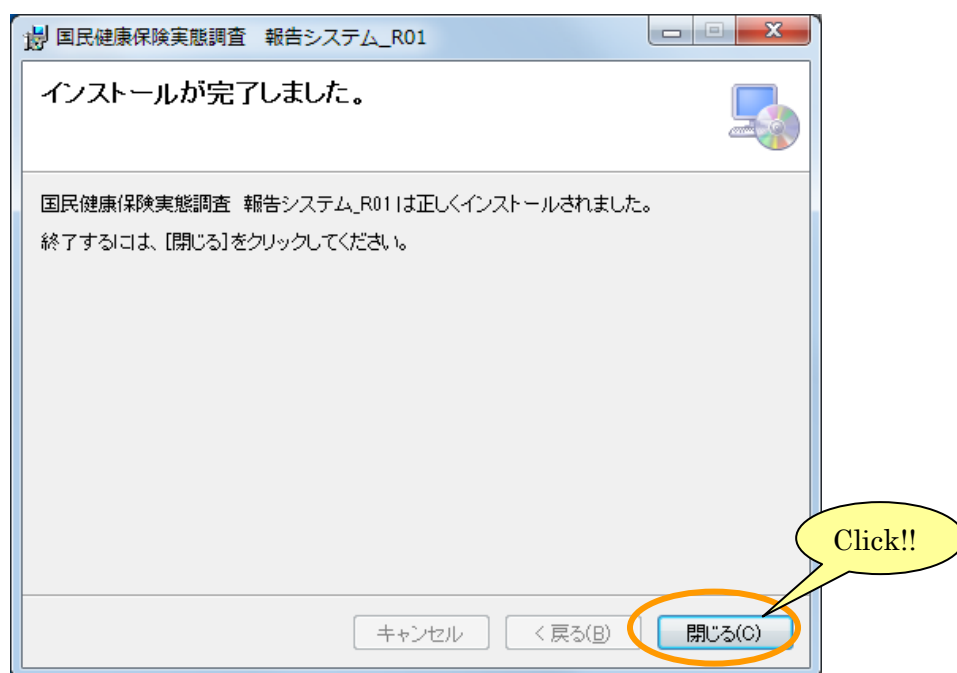 国民健康保険実態調査　報告システム_R01
インストールが完了しました。
国民健康保険実態調査　報告システム_R01は正しくインストールされました。
終了するには、[閉じる]をクリックしてください。
Click!!
キャンセル
< 戻る(B)
閉じる(C)